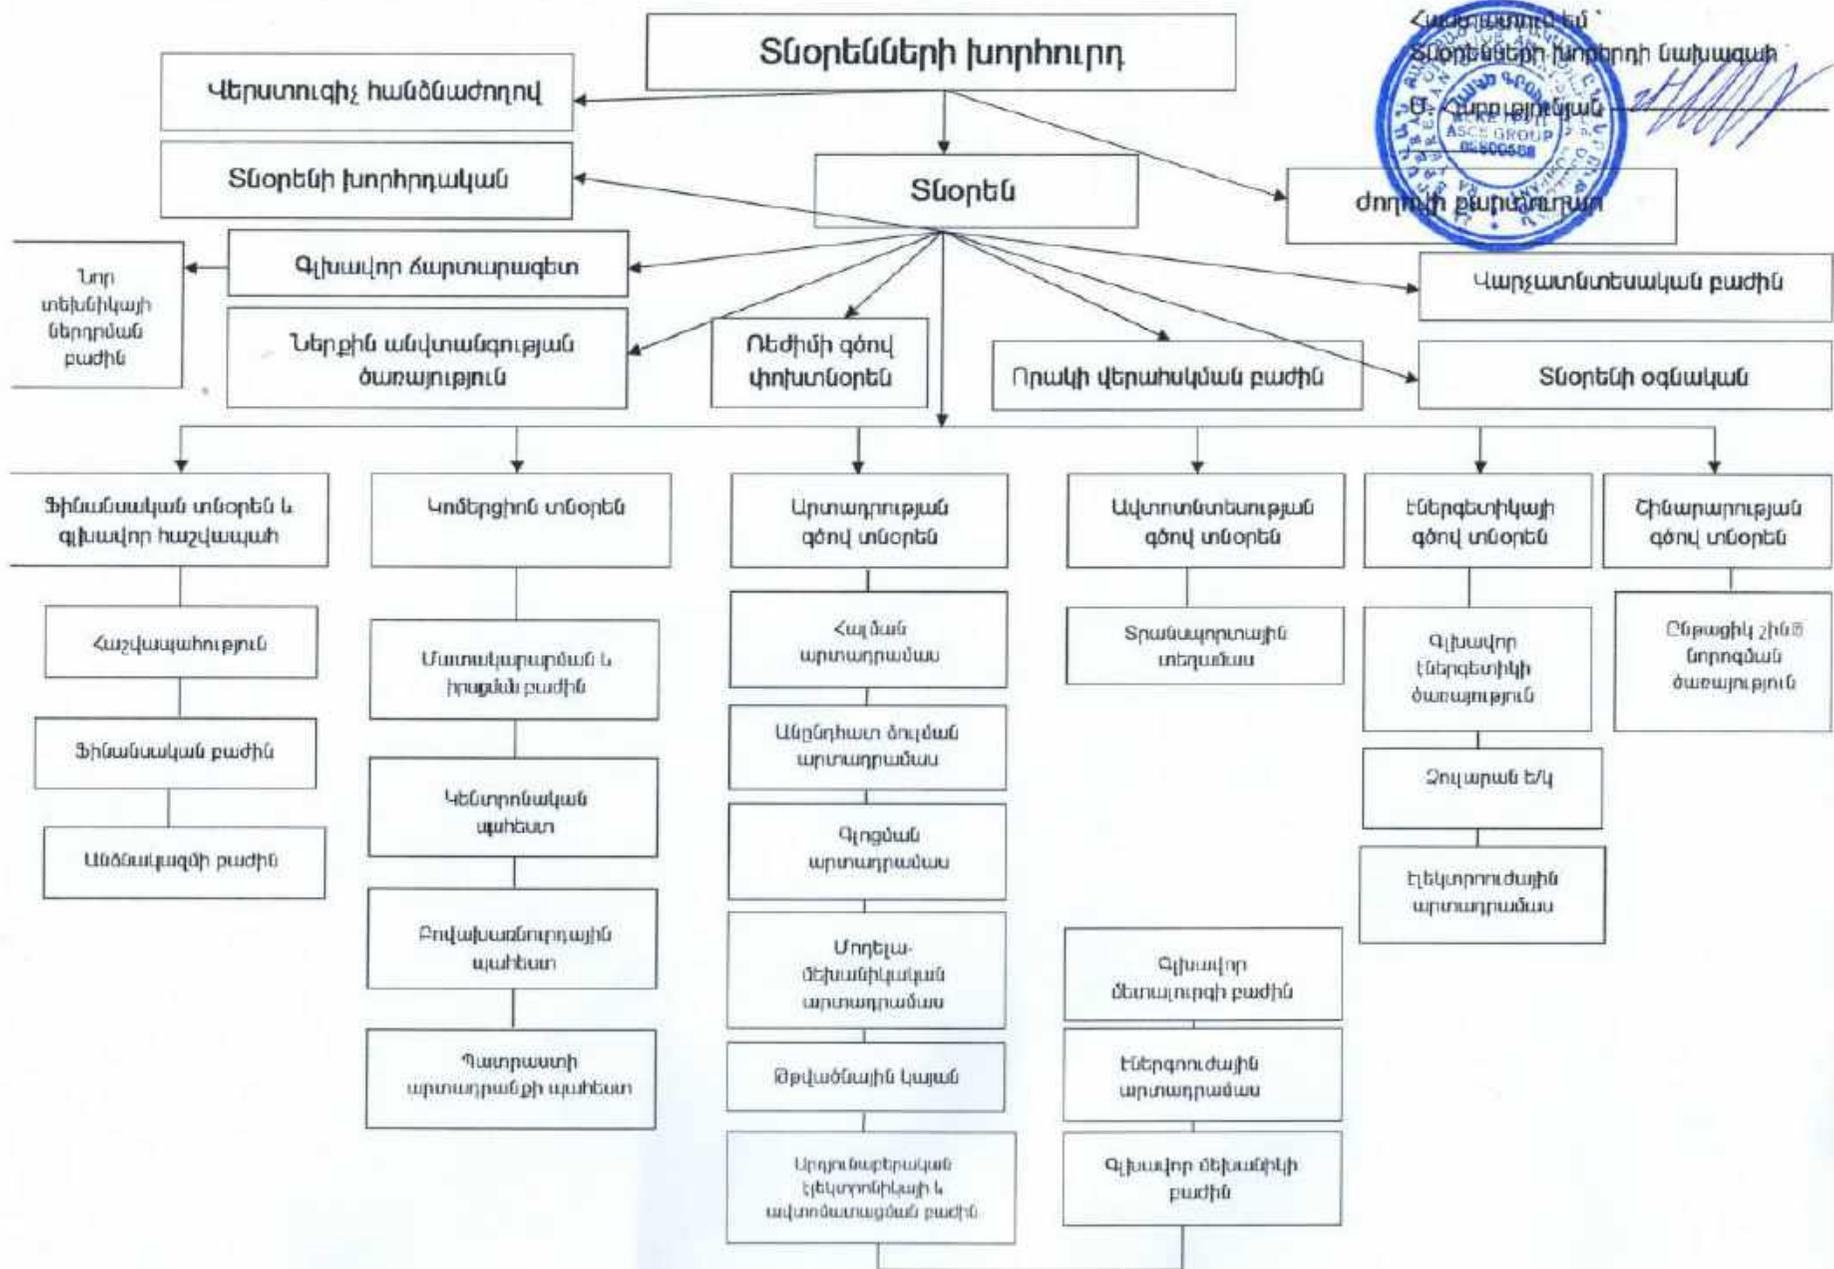 Հաստատում եմ՝
Տնօրենների խորհրդի նախագահ
Ս. Հարությունյան
ASCE GROUP
Տնօրենների խորհուրդ
Վերստուգիչ հանձնաժողով
Տնօրենի խորհրդական
Տնօրեն
Ժողովի քարտուղար
Նոր
տեխնիկայի
ներդրման
բաժին
Գլխավոր ճարտարագետ
Վարչատնտեսական բաժին
Ներքին անվտանգության
ծառայություն
Ռեժիմի գծով
փոխտնօրեն
Որակի վերահսկման բաժին
Տնօրենի օգնական
Ֆինանսական տնօրեն և
գլխավոր հաշվապահ
Կոմերցիոն տնօրեն
Արտադրության
գծով տնօրեն
Ավտոտնտեսության
գծով տնօրեն
Էներգետիկայի
գծով տնօրեն
Շինարարության
գծով տնօրեն
Հաշվապահություն
Ֆինանսական բաժին
Անձնակազմի բաժին
Մատակարարման և
իրացման բաժին
Կենտրոնական
պահեստ
Բովախառնուրդային
պահեստ
Պատրաստի
արտադրանքի պահեստ
Հալման
արտադրամաս
Անընդհատ ձուլման
արտադրամաս
Գլոցման
արտադրամաս
Մոդելա-
մեխանիկական
արտադրամաս
Թթվածնային կայան
Արդյունաբերական
էլեկտրոնիկայի և
ավտոմատացման բաժին
Տրանսպորտային
տեղամաս
Գլխավոր
մետալուրգի բաժին
Էներգոուժային
արտադրամաս
Գլխավոր մեխանիկի
բաժին
Գլխավոր
էներգետիկի
ծառայություն
Ձուլարան ե/կ
Էլեկտրոուժային
արտադրամաս
Ընթացիկ
նորոգման
ծառայություն